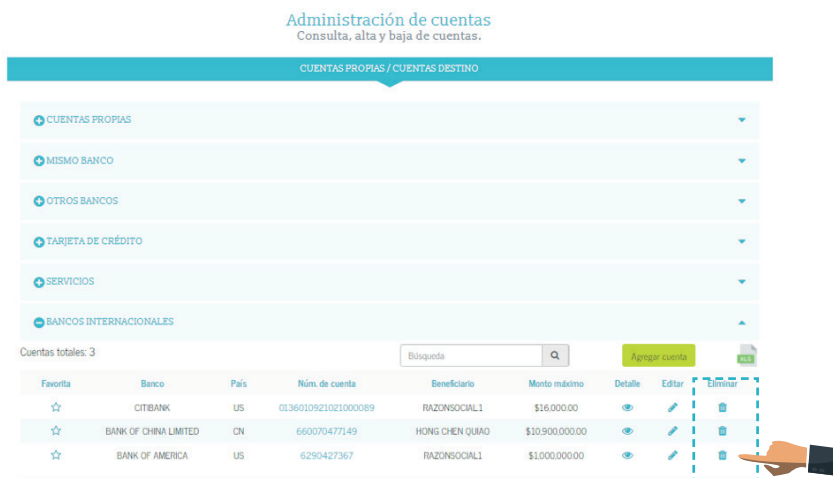 Administración de cuentas
Consulta, alta y baja de cuentas.
CUENTAS PROPIAS / CUENTAS DESTINO
CUENTAS PROPIAS
MISMO BANCO
OTROS BANCOS
TARJETA DE CRÉDITO
SERVICIOS
BANCOS INTERNACIONALES
Cuentas totales: 3 Búsqueda Agregar cuenta XLS
Favorita Banco País Núm. de cuenta Beneficiario Monto máximo Detalle Editar Eliminar
CITIBANK US 0136010921021000089 RAZONSOCIAL1 $16,000.00
BANK OF CHINA LIMITED CN 660070477149 HONG CHEN QUIAO $10,900,000.00
BANK OF AMERICA US 6290427367 RAZONSOCIAL1 $1,000,000.00